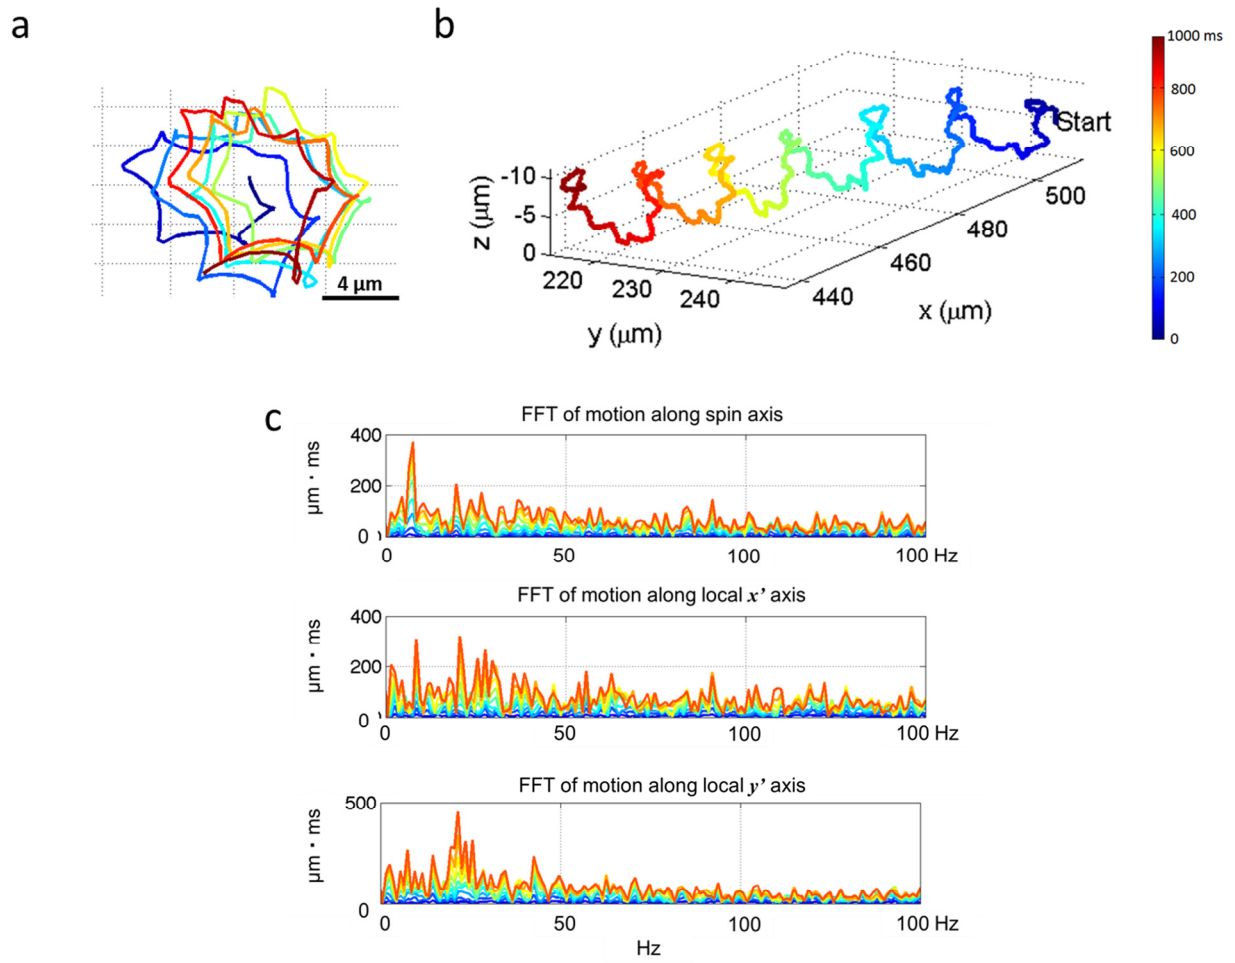 a
4 µm
b
Start
-10
-5
0
z (µm)
220
230
240
y (µm)
440
460
480
500
x (µm)
1000 ms
800
600
400
200
0
c
FFT of motion along spin axis
400
200
0
µm · ms
0 50 100 100 Hz
FFT of motion along local x’ axis
400
200
0
µm · ms
0 50 100 100 Hz
FFT of motion along local y’ axis
500
0
µm · ms
0 50 100 100 Hz
Hz